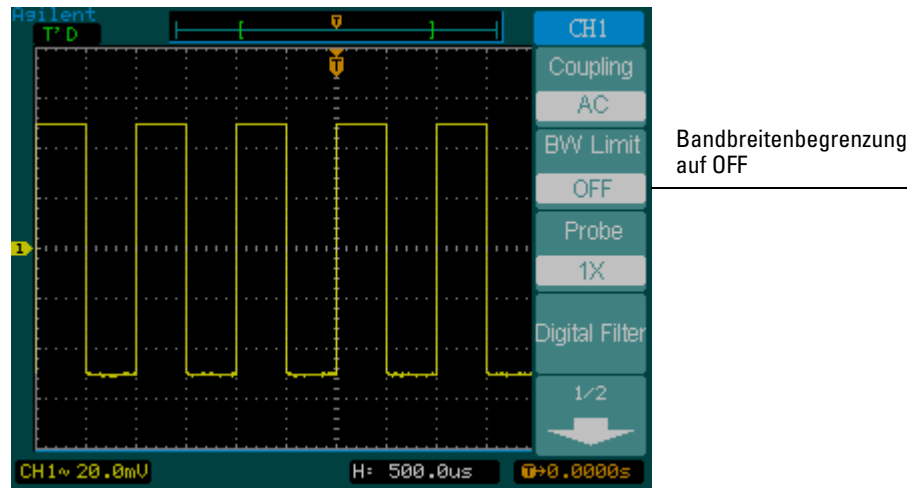 Agilent
T'D
T
CH1
T
Coupling
AC
BW Limit
OFF
Bandbreitenbegrenzung
auf OFF
Probe
1
1X
Digital Filter
1/2
CH1~ 20.0mV
H: 500.0us
T→0.0000s